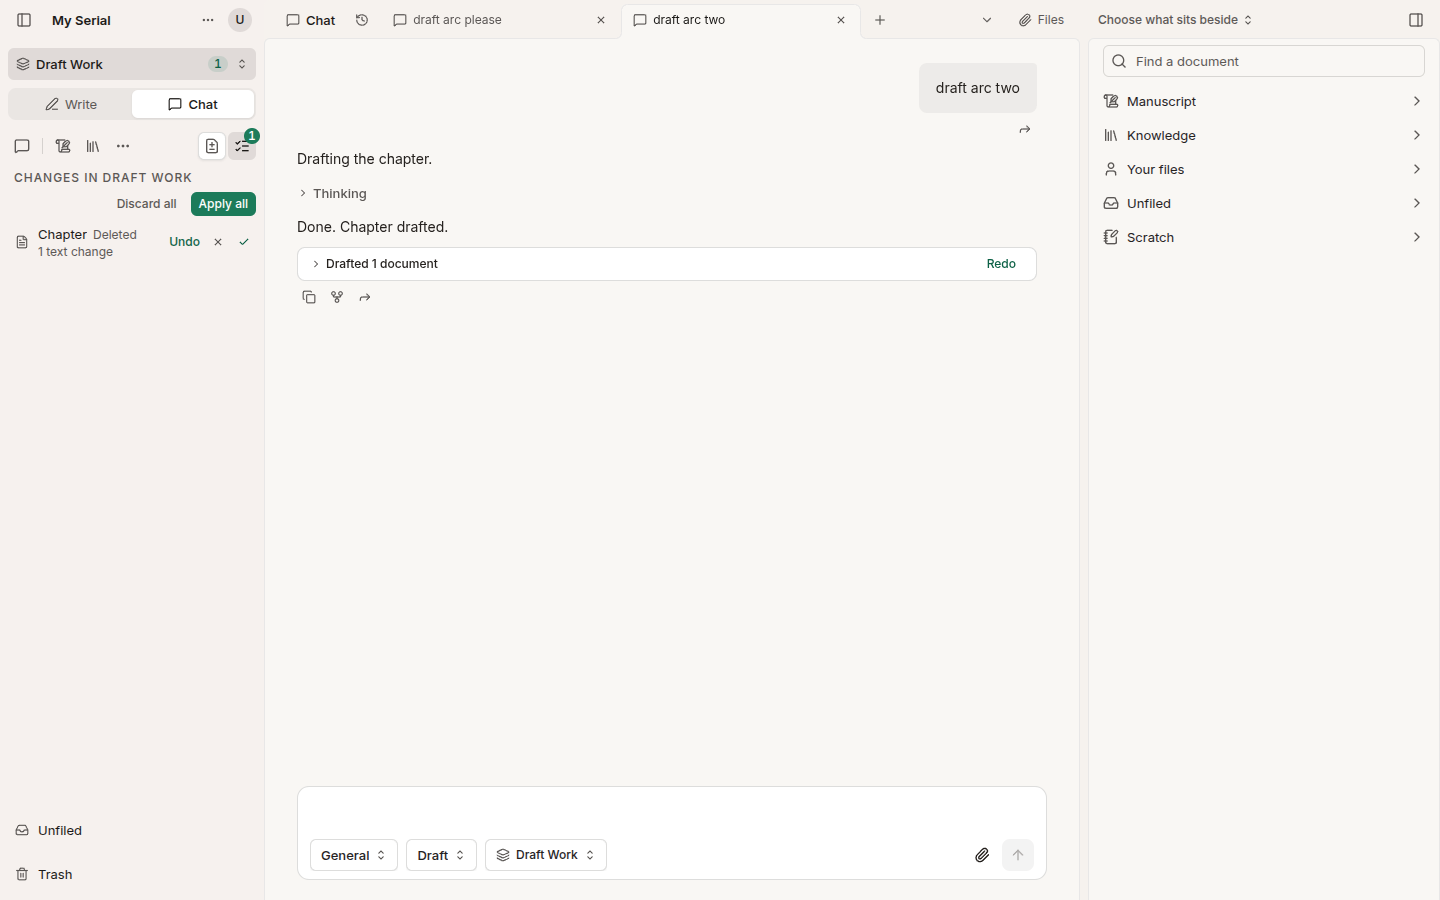 My Serial
U
Draft Work
1
Write
Chat
1
CHANGES IN DRAFT WORK
Discard all
Apply all
Chapter Deleted
Undo
1 text change
Unfiled
Trash
Chat
draft arc please
draft arc two
Files
draft arc two
Drafting the chapter.
Thinking
Done. Chapter drafted.
Drafted 1 document
Redo
General
Draft
Draft Work
Choose what sits beside
Find a document
Manuscript
Knowledge
Your files
Unfiled
Scratch